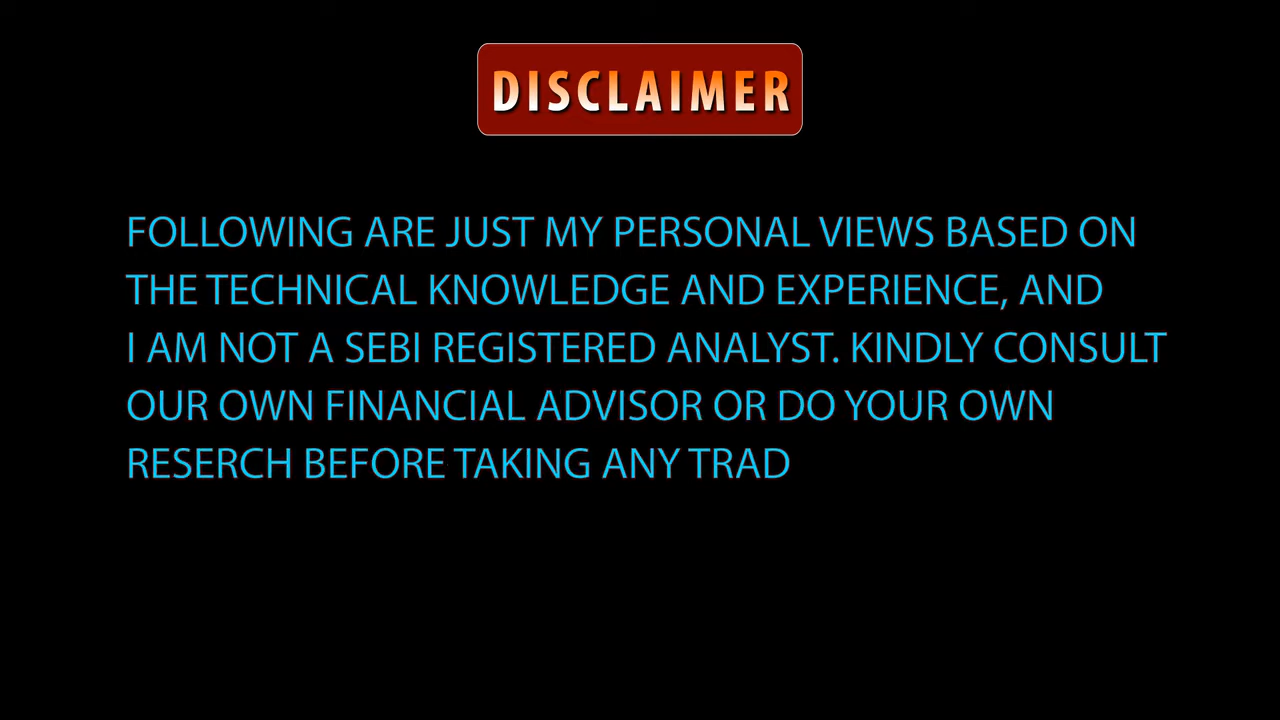 DISCLAIMER
FOLLOWING ARE JUST MY PERSONAL VIEWS BASED ON
THE TECHNICAL KNOWLEDGE AND EXPERIENCE, AND
I AM NOT A SEBI REGISTERED ANALYST. KINDLY CONSULT
OUR OWN FINANCIAL ADVISOR OR DO YOUR OWN
RESERCH BEFORE TAKING ANY TRAD